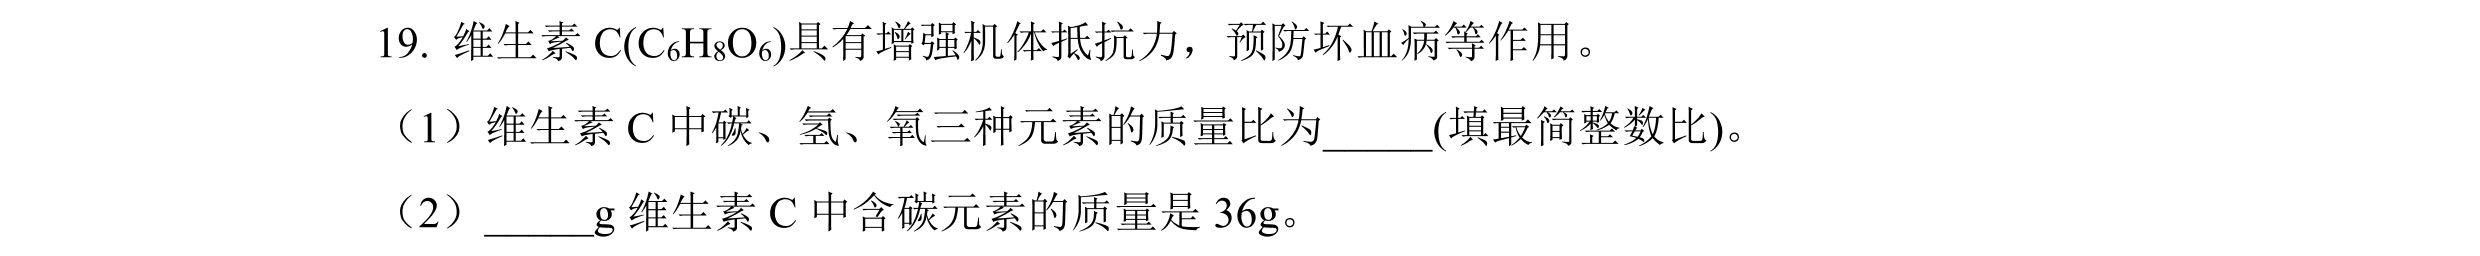 19. 维生素 C(C₆H₈O₆)具有增强机体抵抗力，预防坏血病等作用。
（1）维生素 C 中碳、氢、氧三种元素的质量比为_____(填最简整数比)。
（2）_____g 维生素 C 中含碳元素的质量是 36g。